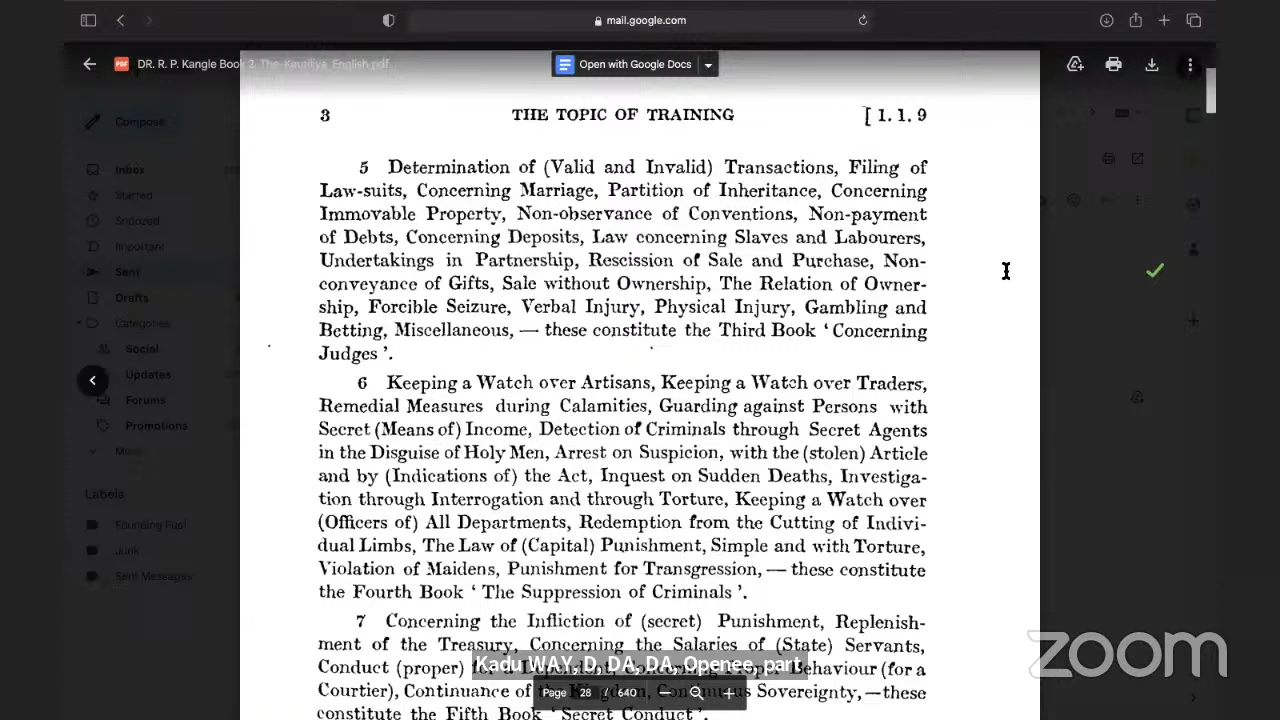 mail.google.com
DR. R. P. Kangle Book 2. The-Kautiliya_English.pdf
Open with Google Docs
Compose
Inbox
Starred
Snoozed
Important
Sent
Drafts
Categories
Social
Updates
Forums
Promotions
More
Labels
Founding Fuel
Junk
Sent Messages
3 THE TOPIC OF TRAINING [ 1. 1. 9
5 Determination of (Valid and Invalid) Transactions, Filing of
Law-suits, Concerning Marriage, Partition of Inheritance, Concerning
Immovable Property, Non-observance of Conventions, Non-payment
of Debts, Concerning Deposits, Law concerning Slaves and Labourers,
Undertakings in Partnership, Rescission of Sale and Purchase, Non-
conveyance of Gifts, Sale without Ownership, The Relation of Owner-
ship, Forcible Seizure, Verbal Injury, Physical Injury, Gambling and
Betting, Miscellaneous, — these constitute the Third Book ‘ Concerning
Judges ’.
6 Keeping a Watch over Artisans, Keeping a Watch over Traders,
Remedial Measures during Calamities, Guarding against Persons with
Secret (Means of) Income, Detection of Criminals through Secret Agents
in the Disguise of Holy Men, Arrest on Suspicion, with the (stolen) Article
and by (Indications of) the Act, Inquest on Sudden Deaths, Investiga-
tion through Interrogation and through Torture, Keeping a Watch over
(Officers of) All Departments, Redemption from the Cutting of Indivi-
dual Limbs, The Law of (Capital) Punishment, Simple and with Torture,
Violation of Maidens, Punishment for Transgression, — these constitute
the Fourth Book ‘ The Suppression of Criminals ’.
7 Concerning the Infliction of (secret) Punishment, Replenish-
ment of the Treasury, Concerning the Salaries of (State) Servants,
Conduct (proper) for a Behaviour (for a
Courtier), Continuance of the Kingdom, Continuous Sovereignty, —these
constitute the Fifth Book ‘ Secret Conduct ’.
Kadu WAY, D, DA, DA, Openee, part
Page 28 / 640
zoom